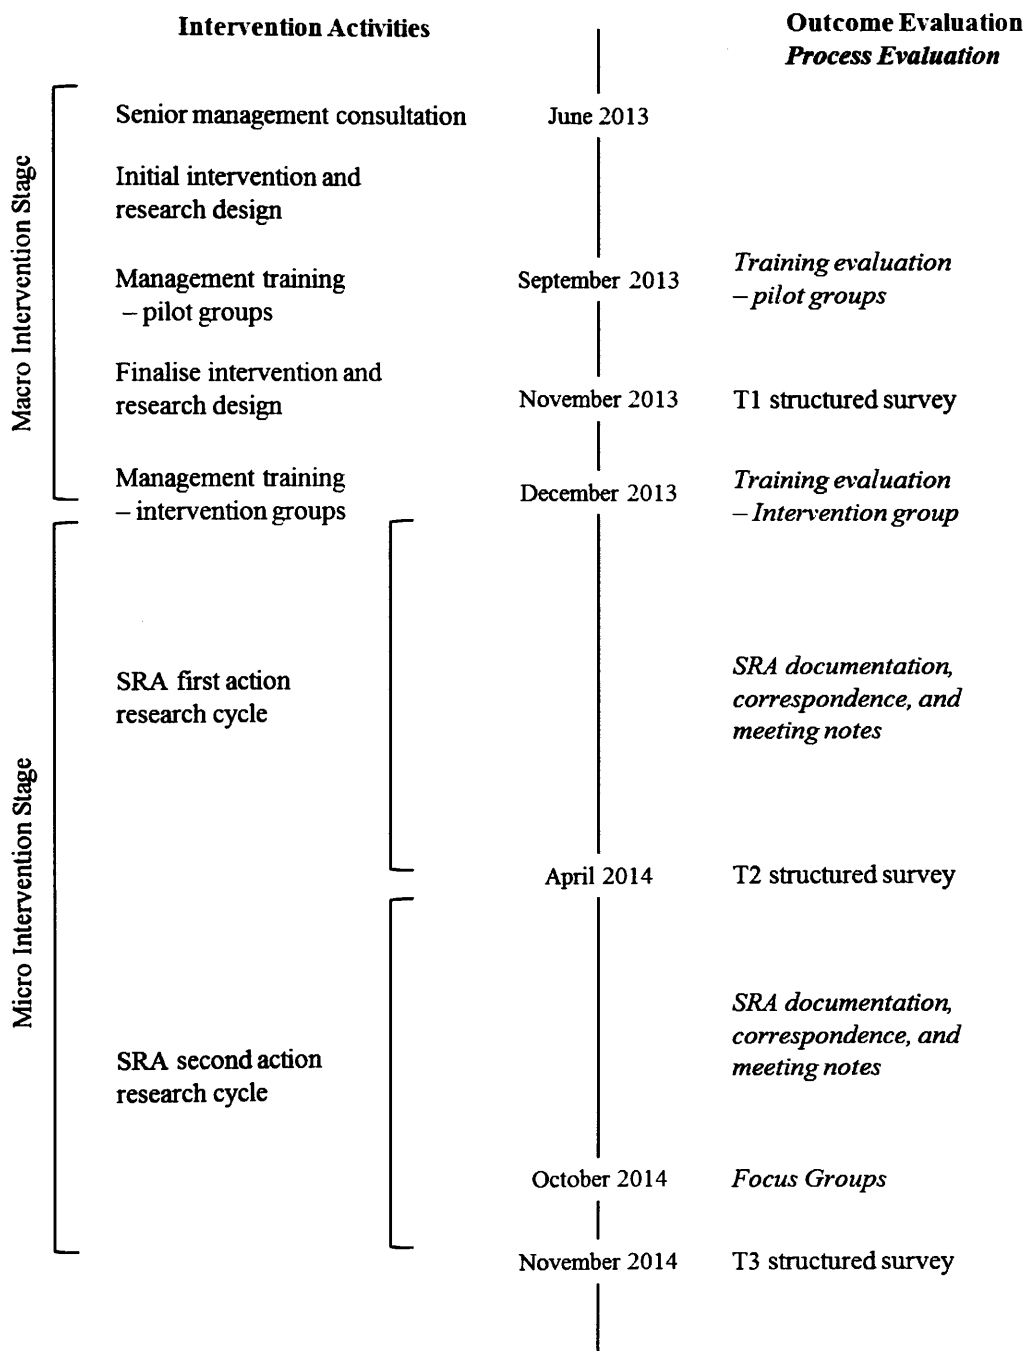 Intervention Activities
Outcome Evaluation
Process Evaluation
Macro Intervention Stage
Senior management consultation
June 2013
Initial intervention and
research design
Management training
– pilot groups
September 2013
Training evaluation
– pilot groups
Finalise intervention and
research design
November 2013
T1 structured survey
Management training
– intervention groups
December 2013
Training evaluation
– Intervention group
Micro Intervention Stage
SRA first action
research cycle
SRA documentation,
correspondence, and
meeting notes
April 2014
T2 structured survey
SRA second action
research cycle
SRA documentation,
correspondence, and
meeting notes
October 2014
Focus Groups
November 2014
T3 structured survey